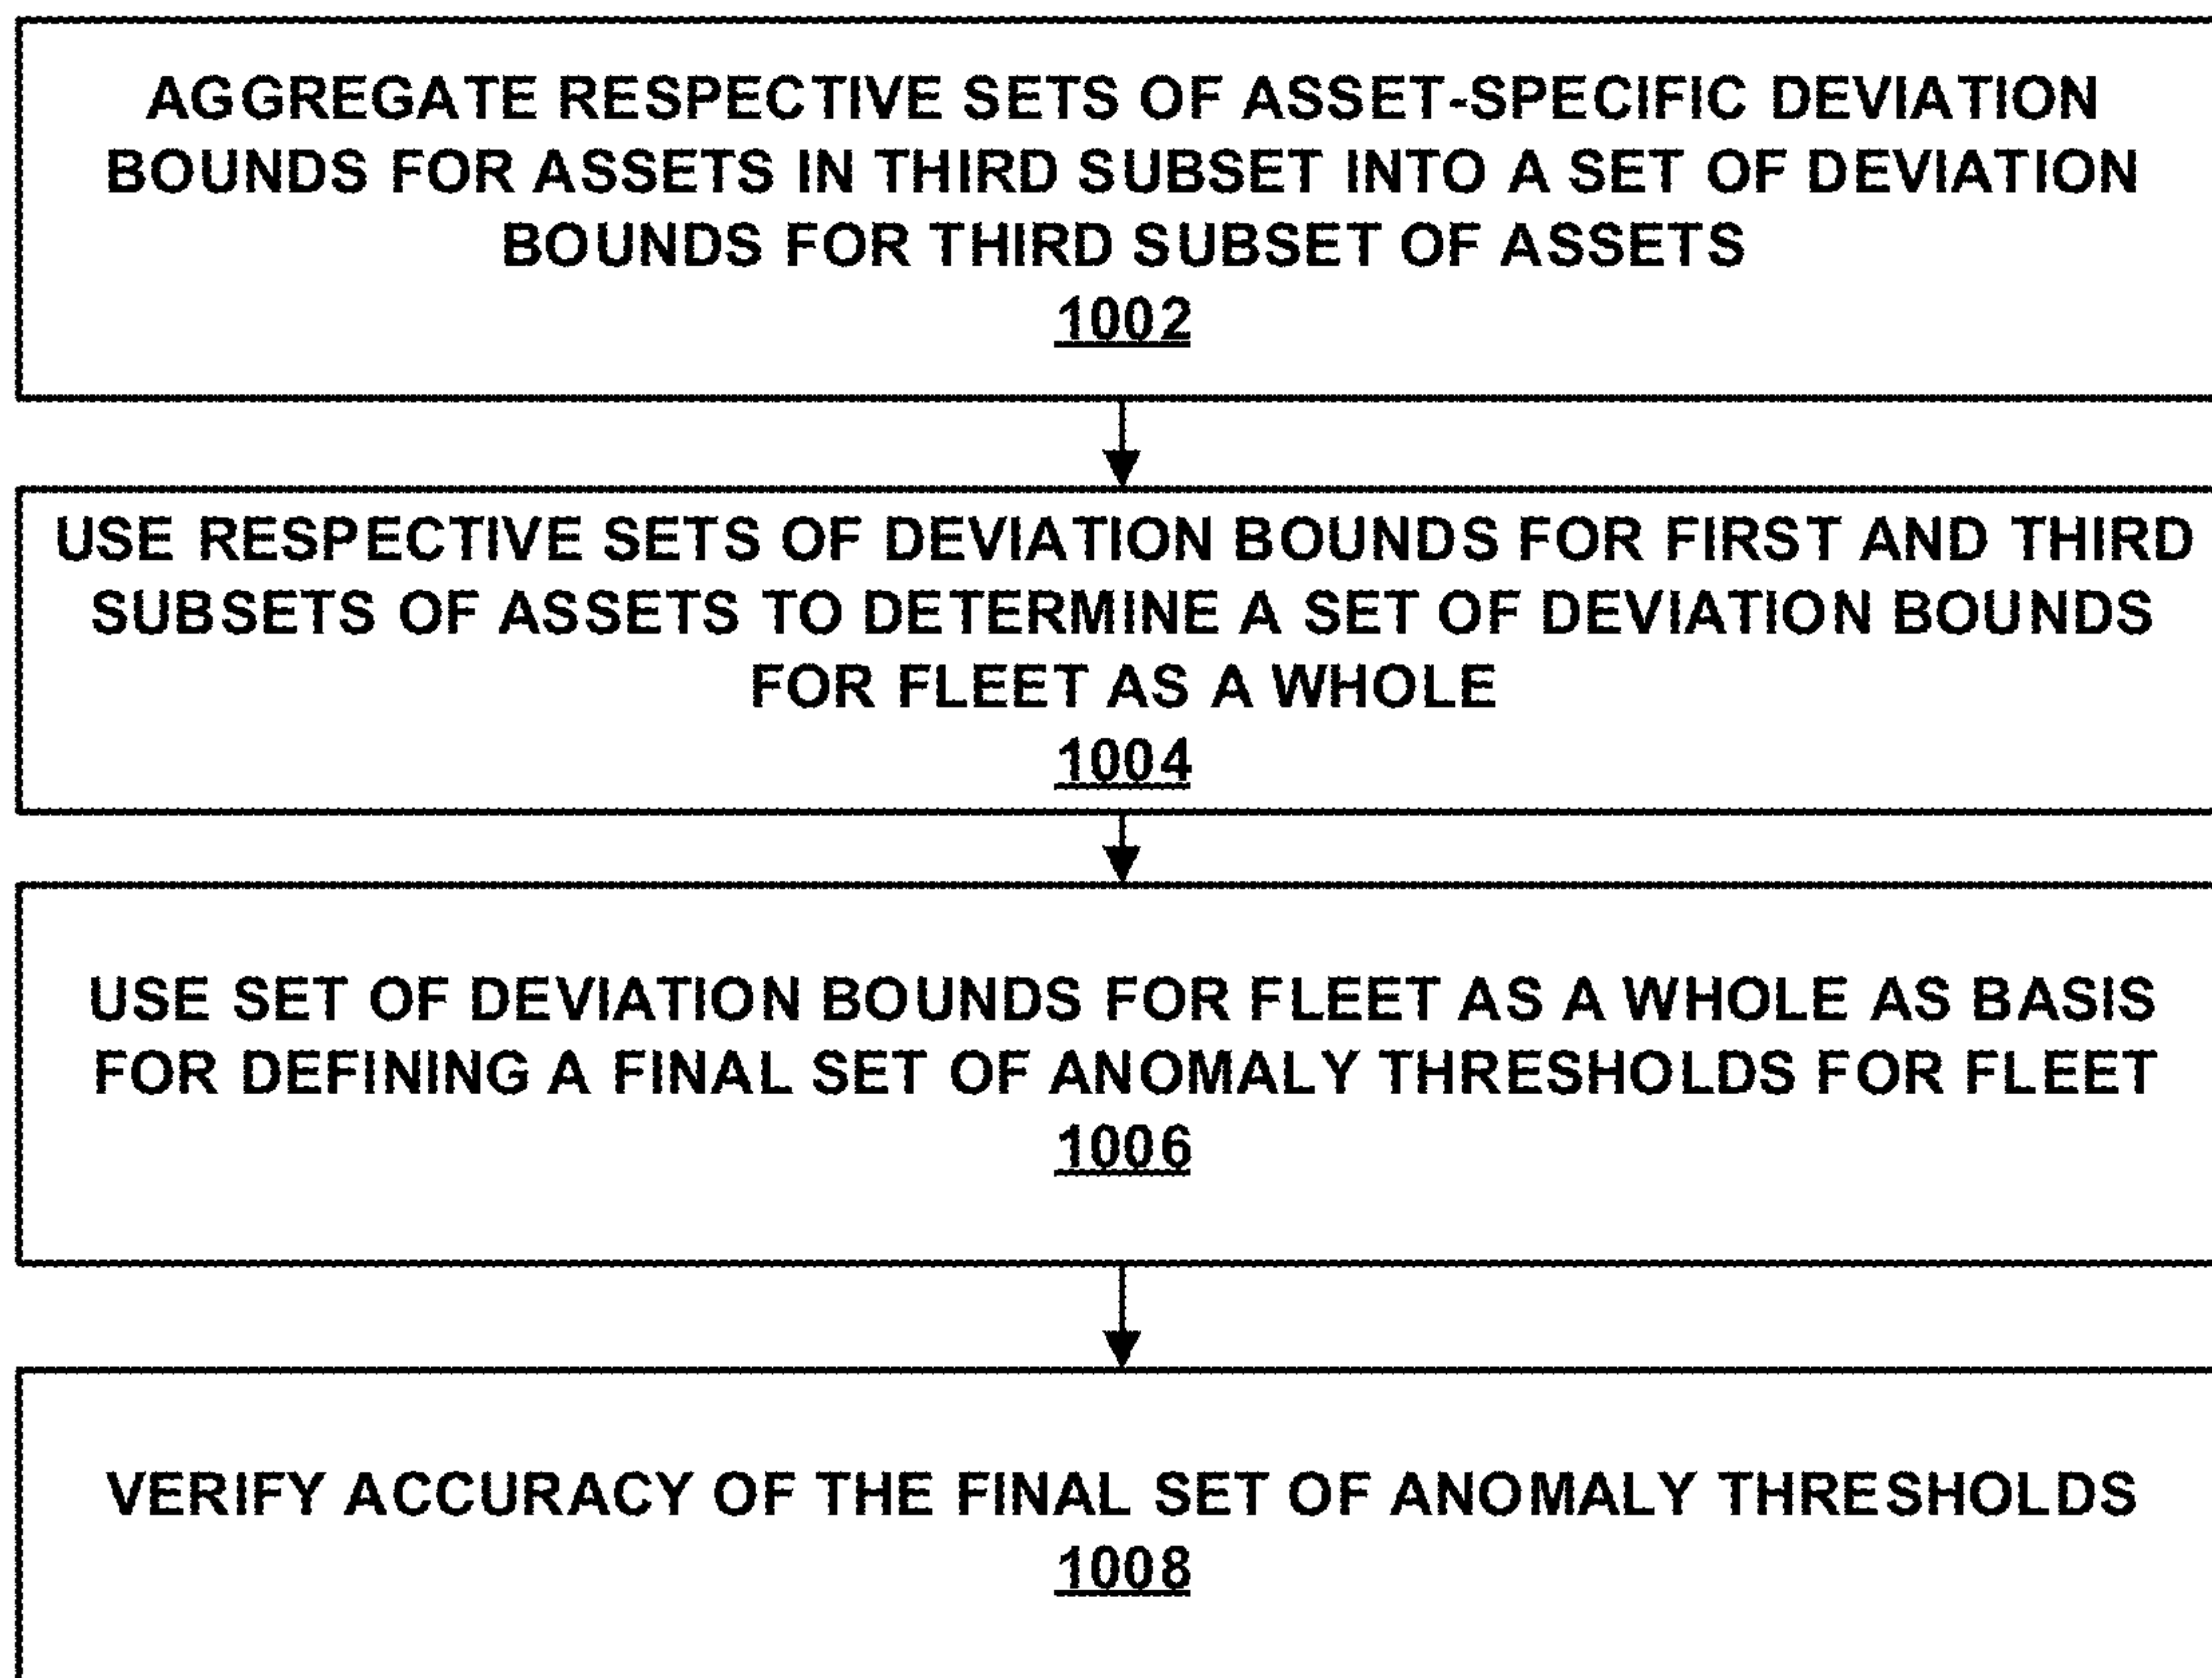 AGGREGATE RESPECTIVE SETS OF ASSET-SPECIFIC DEVIATION
BOUNDS FOR ASSETS IN THIRD SUBSET INTO A SET OF DEVIATION
BOUNDS FOR THIRD SUBSET OF ASSETS
1002
USE RESPECTIVE SETS OF DEVIATION BOUNDS FOR FIRST AND THIRD
SUBSETS OF ASSETS TO DETERMINE A SET OF DEVIATION BOUNDS
FOR FLEET AS A WHOLE
1004
USE SET OF DEVIATION BOUNDS FOR FLEET AS A WHOLE AS BASIS
FOR DEFINING A FINAL SET OF ANOMALY THRESHOLDS FOR FLEET
1006
VERIFY ACCURACY OF THE FINAL SET OF ANOMALY THRESHOLDS
1008